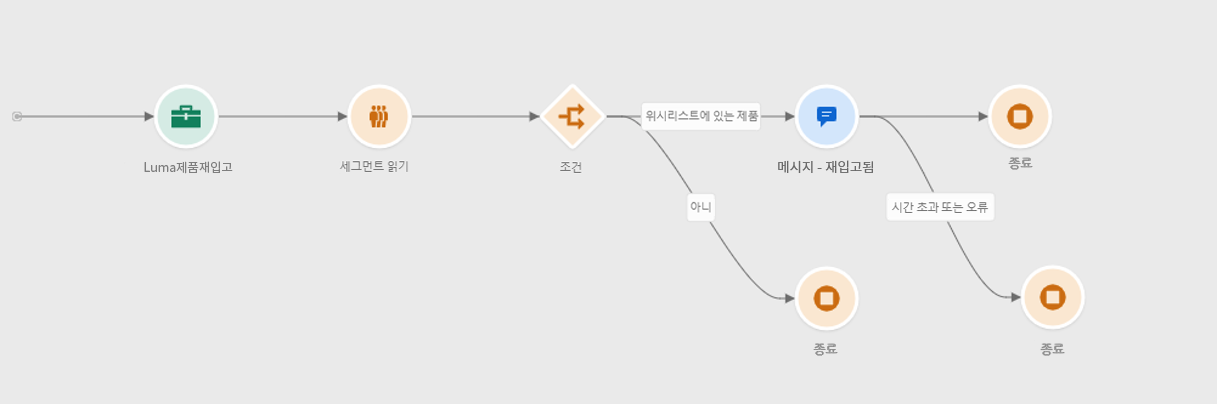 Luma제품재입고
세그먼트 읽기
조건
위시리스트에 있는 제품
메시지 - 재입고됨
종료
아니
시간 초과 또는 오류
종료
종료